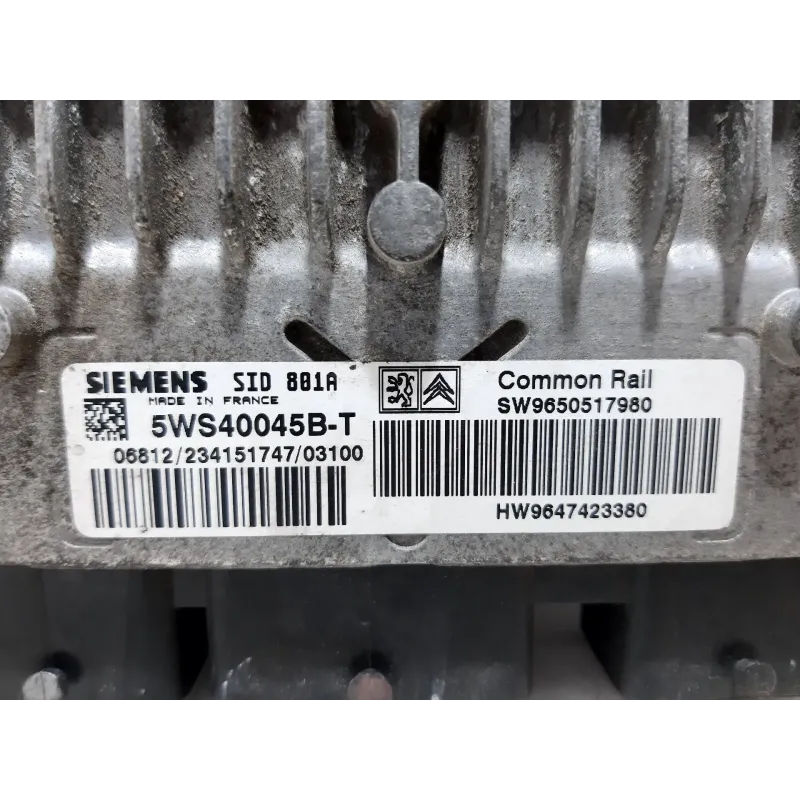 SIEMENS SID 801A
MADE IN FRANCE
5WS40045B-T
06812/234151747/03100
Common Rail
SW9650517980
HW9647423380